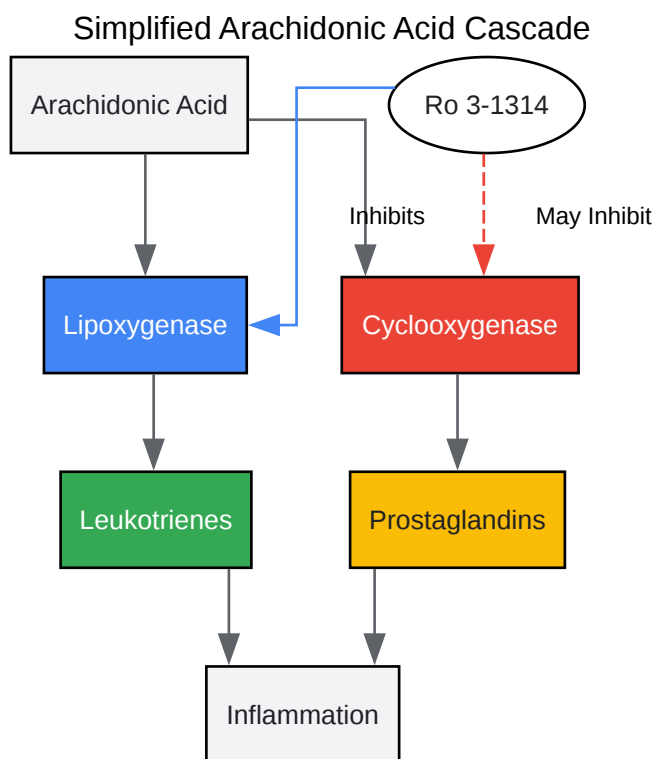 Simplified Arachidonic Acid Cascade
Arachidonic Acid
Ro 3-1314
Inhibits
May Inhibit
Lipoxygenase
Cyclooxygenase
Leukotrienes
Prostaglandins
Inflammation